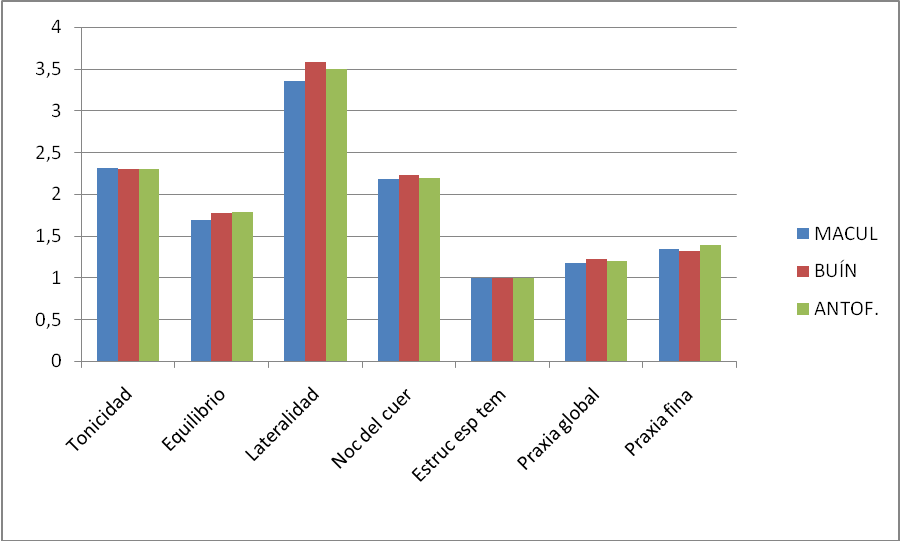 4
3,5
3
2,5
2
1,5
1
0,5
0
Tonicidad
Equilibrio
Lateralidad
Noc del cuer
Estruc esp tem
Praxia global
Praxia fina
MACUL
BUÍN
ANTOF.